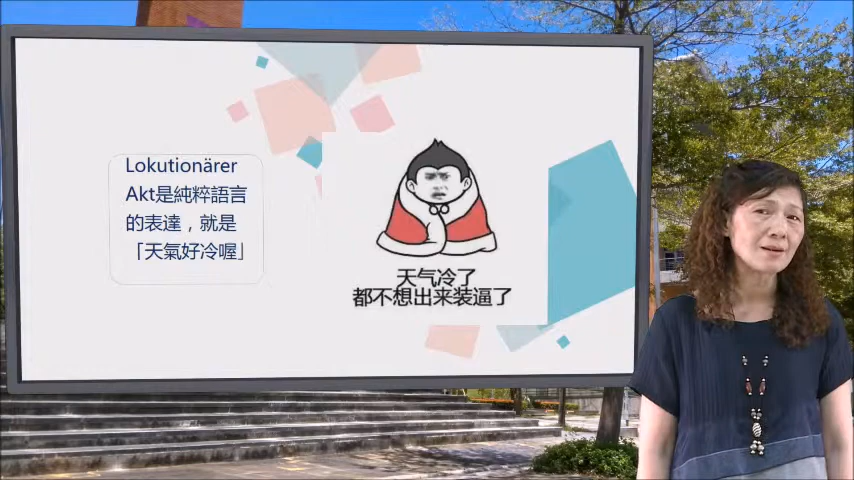 Lokutionärer
Akt是純粹語言
的表達，就是
「天氣好冷喔」
天气冷了
都不想出来装逼了